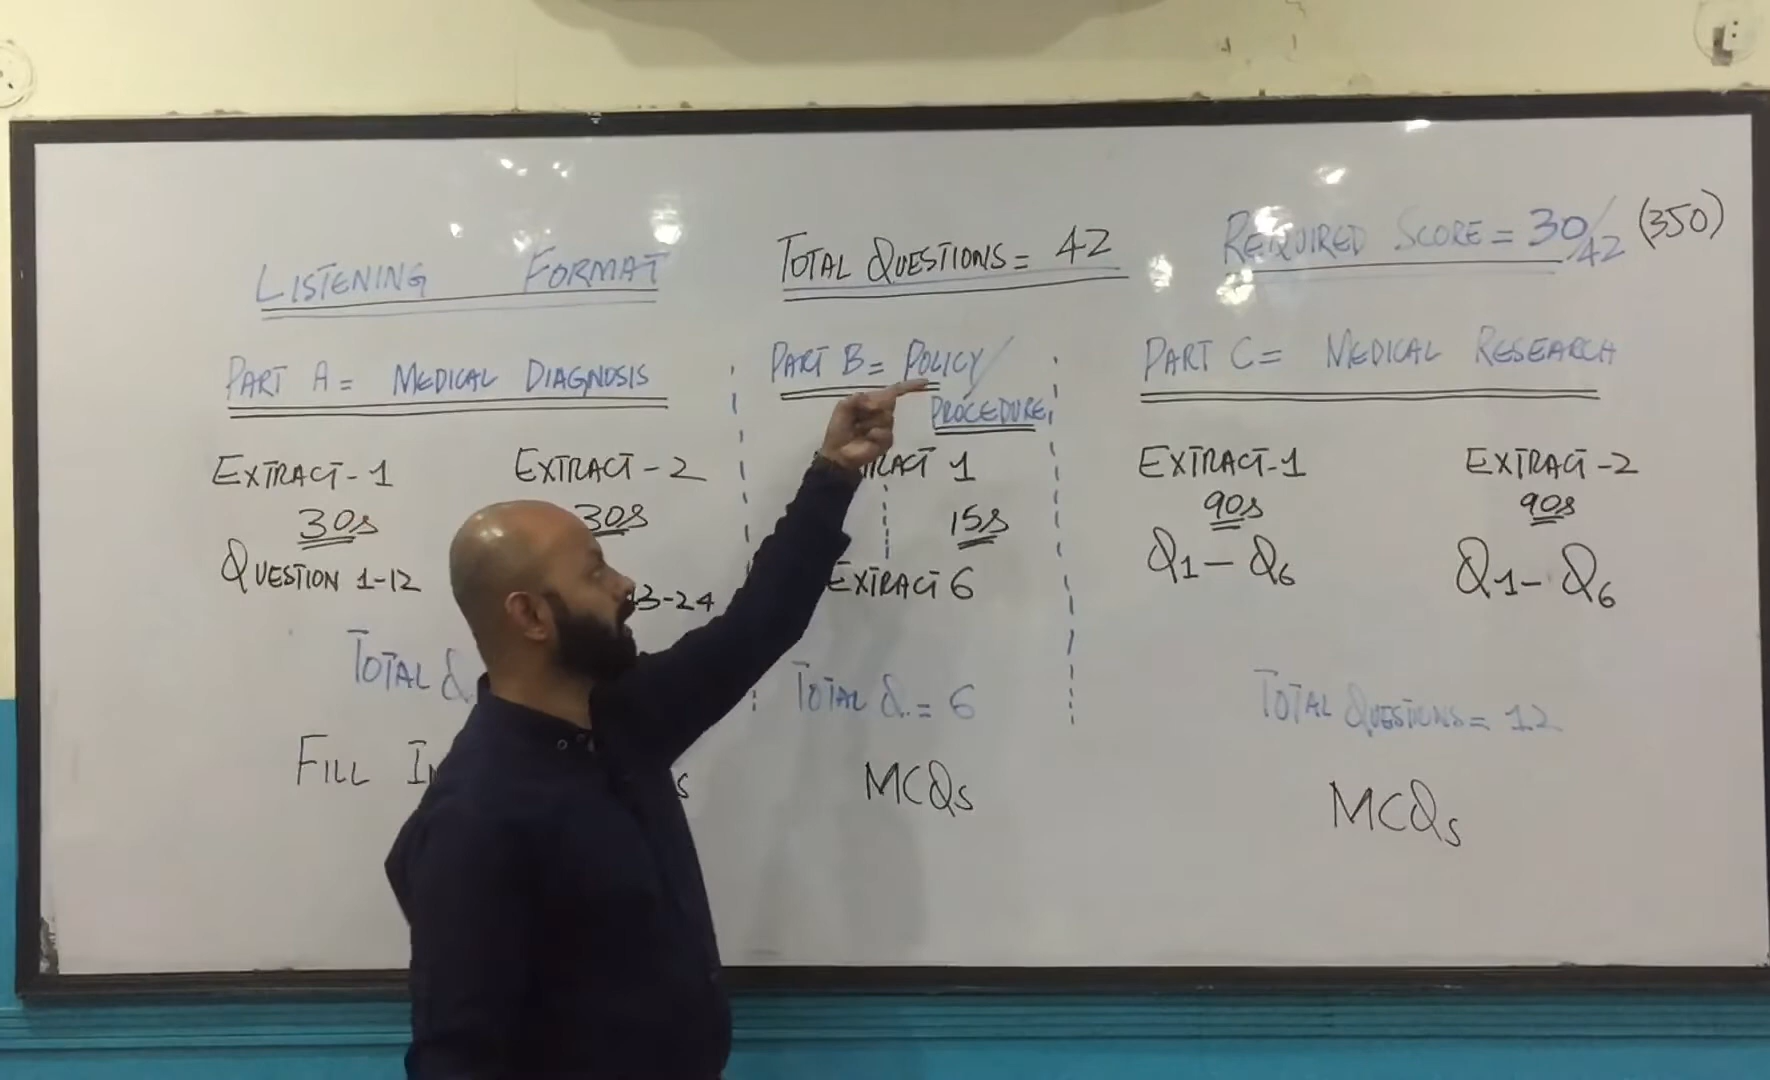 LISTENING FORMAT
TOTAL QUESTIONS = 42
REQUIRED SCORE = 30/42 (350)
PART A = MEDICAL DIAGNOSIS
EXTRACT-1
EXTRACT-2
30s
30s
QUESTION 1-12
3-24
TOTAL Q
FILL
PART B = POLICY/
PROCEDURE
RACT 1
15s
EXTRACT 6
TOTAL Q. = 6
MCQs
PART C = MEDICAL RESEARCH
EXTRACT-1
EXTRACT-2
90s
90s
Q1-Q6
Q1-Q6
TOTAL QUESTIONS = 12
MCQs